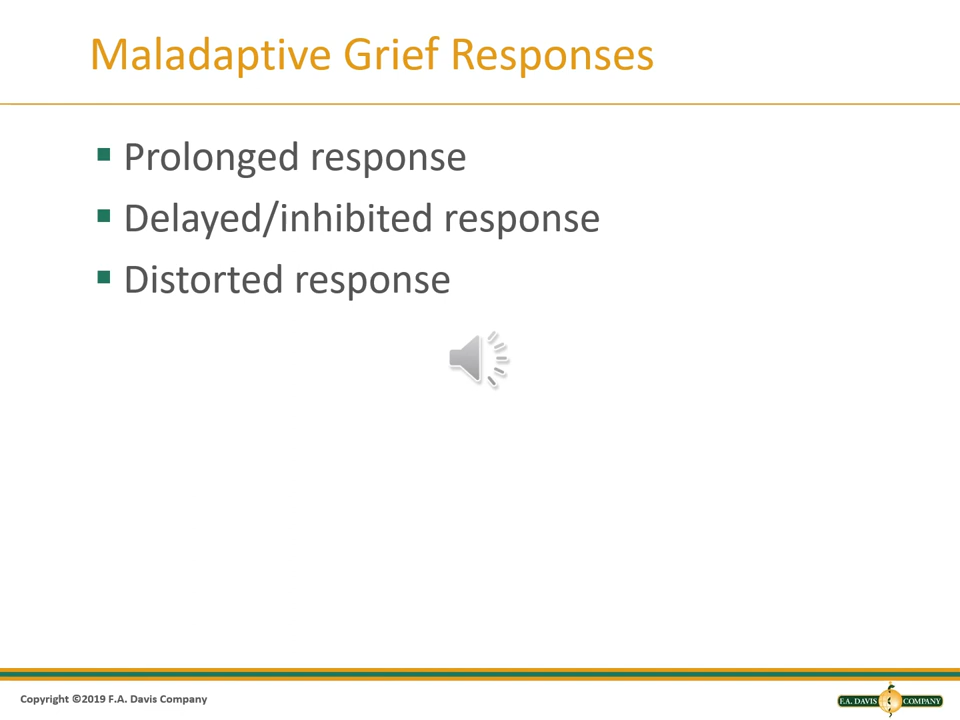 Maladaptive Grief Responses
Prolonged response
Delayed/inhibited response
Distorted response
Copyright ©2019 F.A. Davis Company
F.A. DAVIS COMPANY